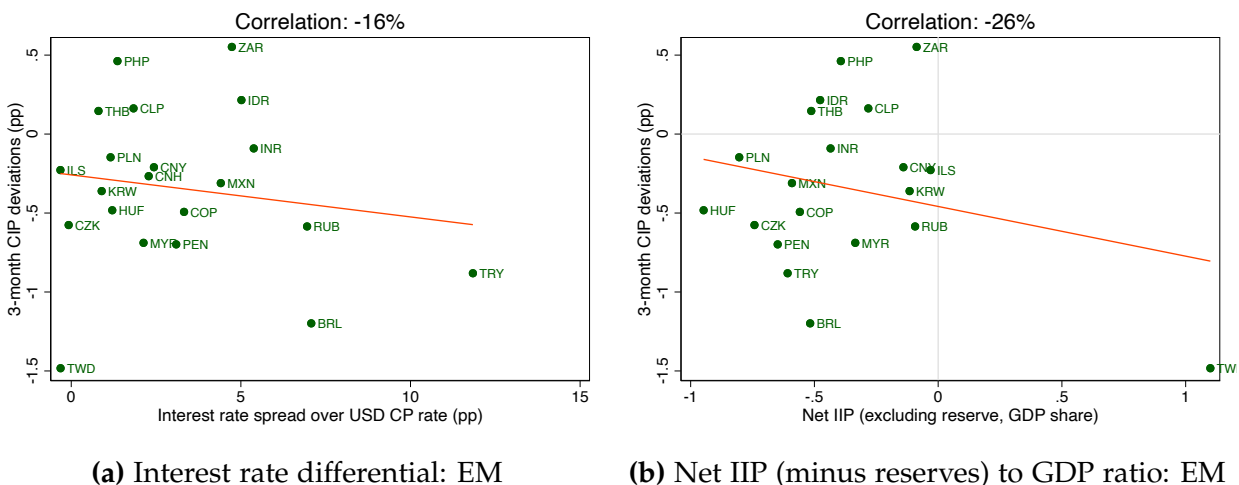 Correlation: -16%
3-month CIP deviations (pp)
.5
0
-.5
-1
-1.5
ZAR
PHP
IDR
THB
CLP
INR
PLN
ILS
CNY
CNH
MXN
KRW
HUF
COP
CZK
RUB
MYR
PEN
TRY
BRL
TWD
0
5
10
15
Interest rate spread over USD CP rate (pp)
(a) Interest rate differential: EM
Correlation: -26%
3-month CIP deviations (pp)
.5
0
-.5
-1
-1.5
ZAR
PHP
IDR
THB
CLP
INR
PLN
CNY
ILS
MXN
KRW
HUF
COP
CZK
RUB
PEN
MYR
TRY
BRL
TW
-1
-.5
0
.5
1
Net IIP (excluding reserve, GDP share)
(b) Net IIP (minus reserves) to GDP ratio: EM